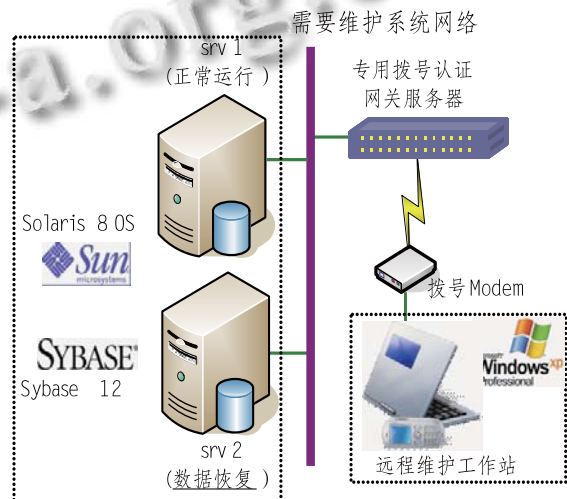 a.org
需要维护系统网络
srv 1
(正常运行)
专用拨号认证
网关服务器
Solaris 8 OS
Sun
microsystems
拨号Modem
SYBASE
Sybase 12
Windows xp
Professional
srv 2
(数据恢复)
远程维护工作站